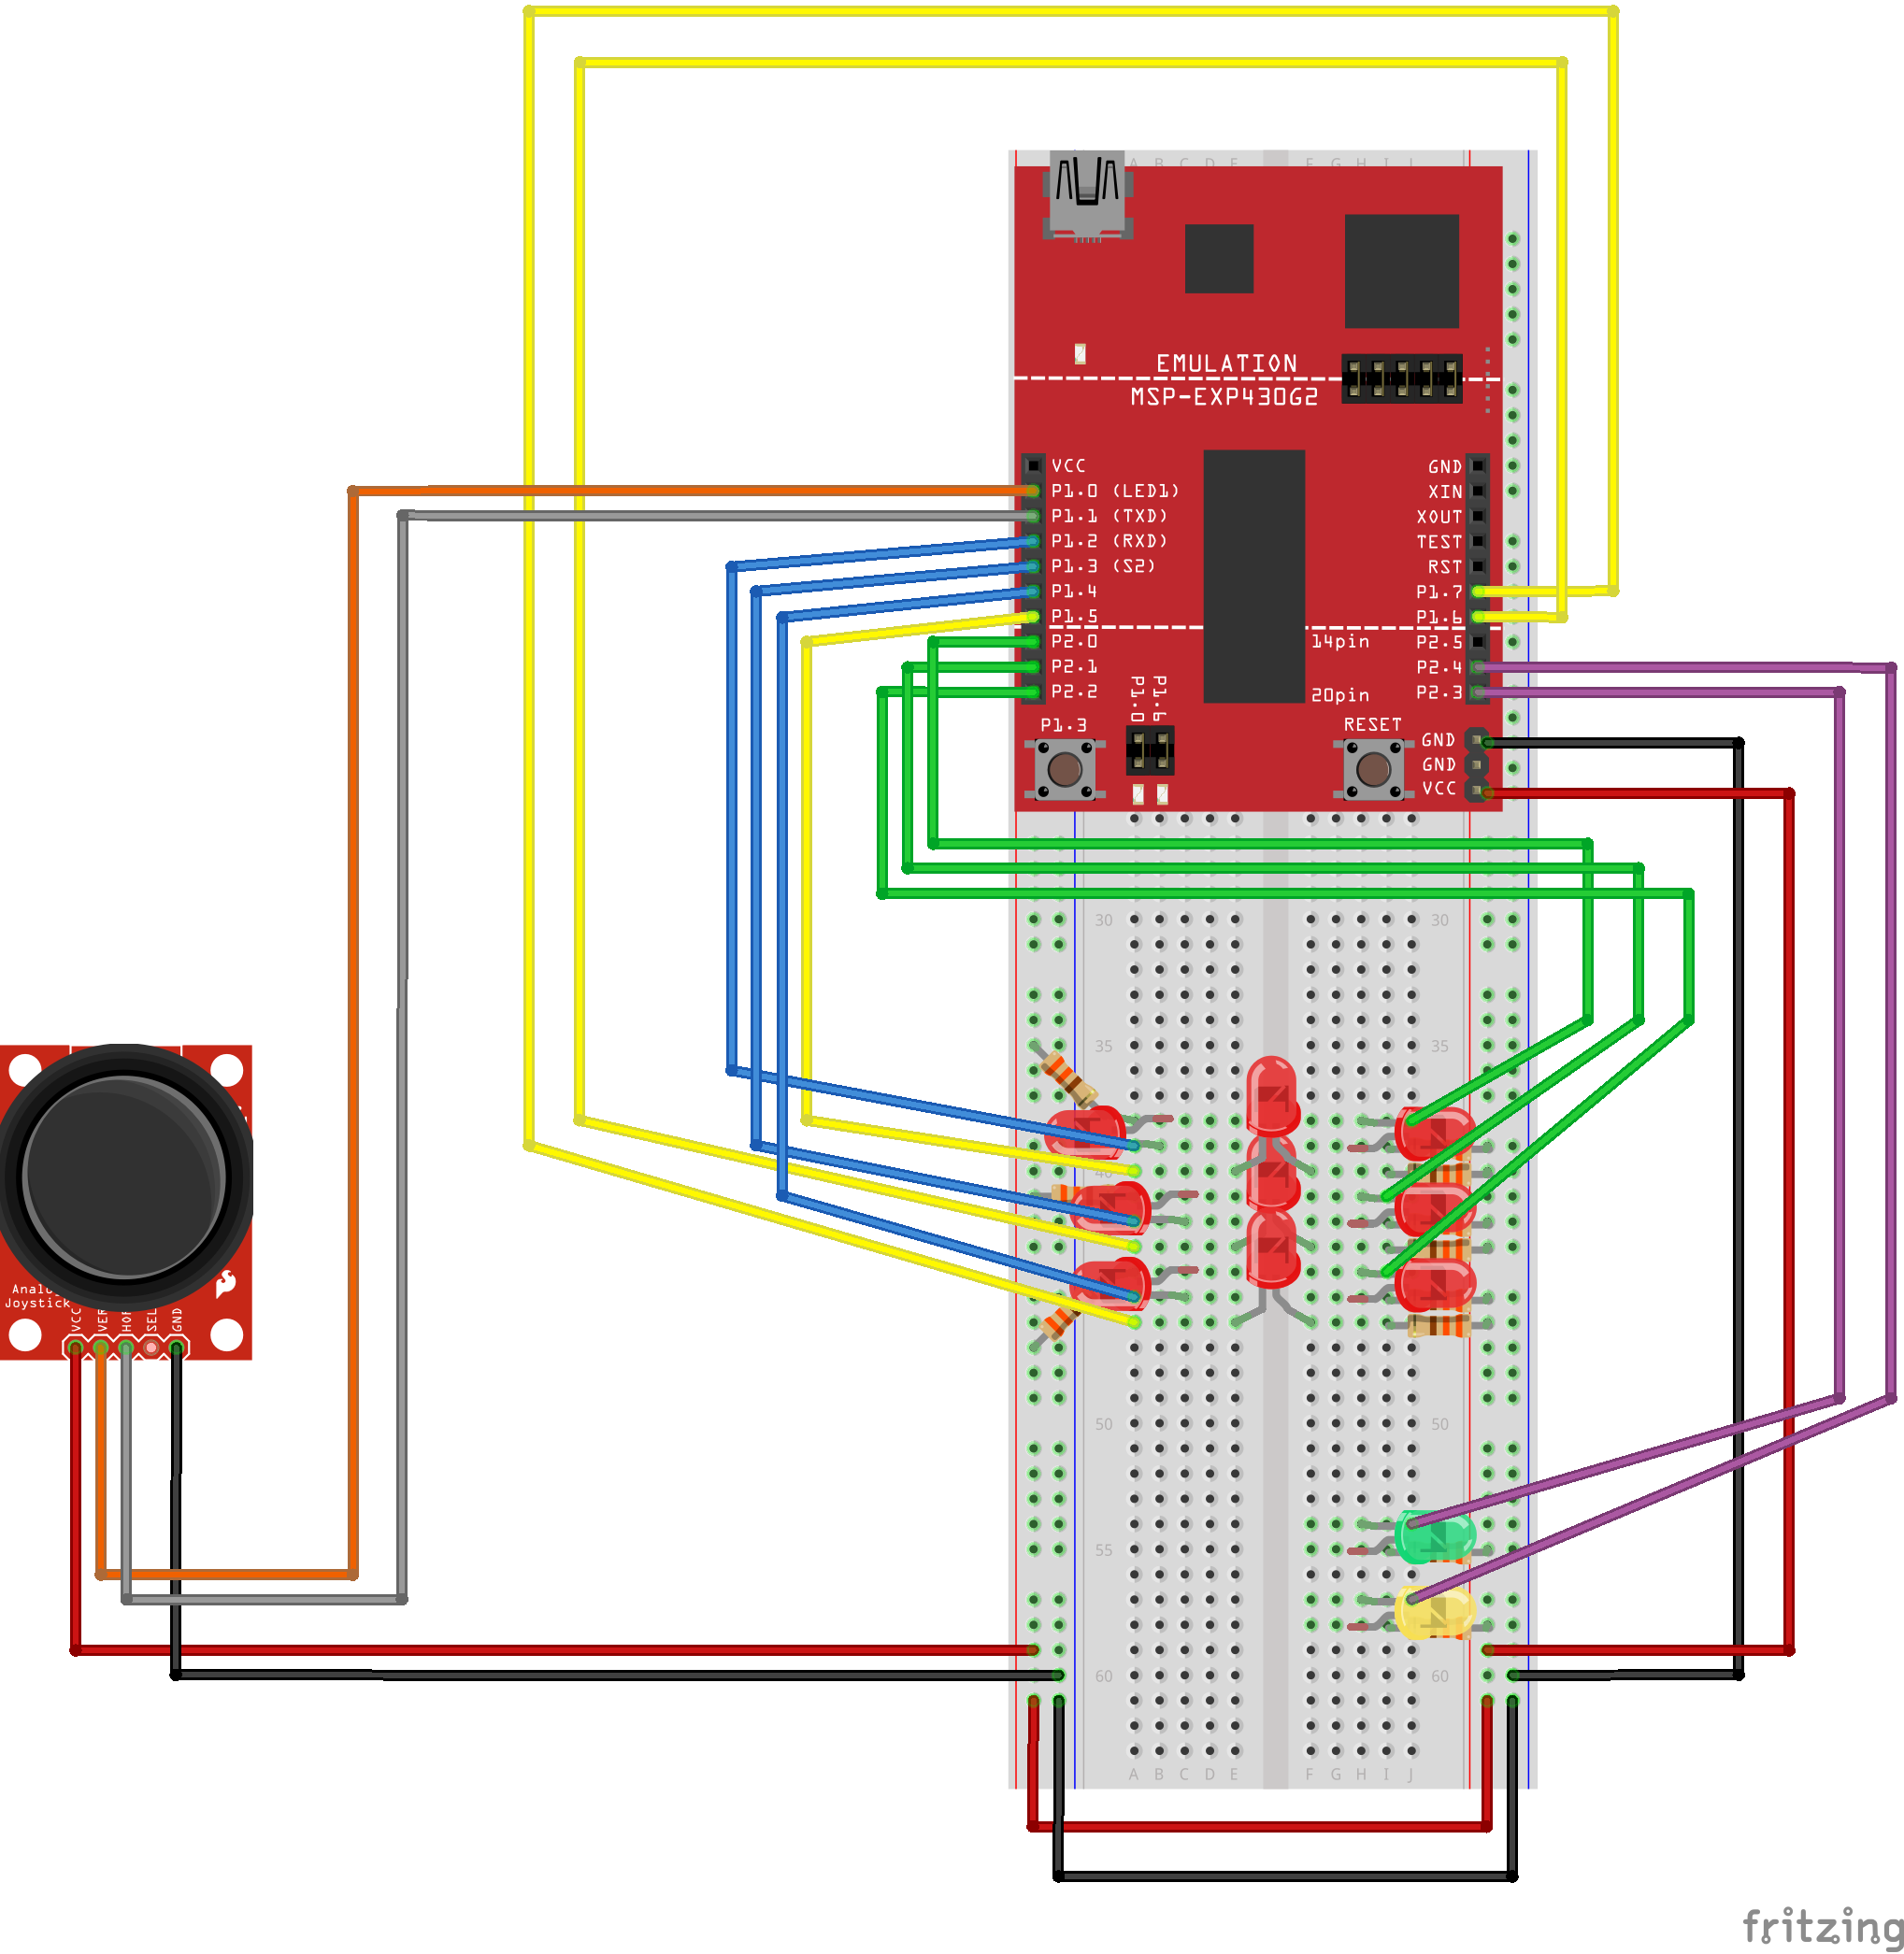 A B C D E F G H I J
EMULATION
MSP-EXP430G2
VCC GND
P1.0 (LED1) XIN
P1.1 (TXD) XOUT
P1.2 (RXD) TEST
P1.3 (S2) RST
P1.4 P1.7
P1.5 P1.6
P2.0 14pin P2.5
P2.1 P2.4
P2.2 20pin P2.3
P1.0 P1.6
P1.3 RESET GND
GND
VCC
30 30
35 35
40
Analog
Joystick
VCC VER HOR SEL GND
50 50
55
60 60
A B C D E F G H I J
fritzing